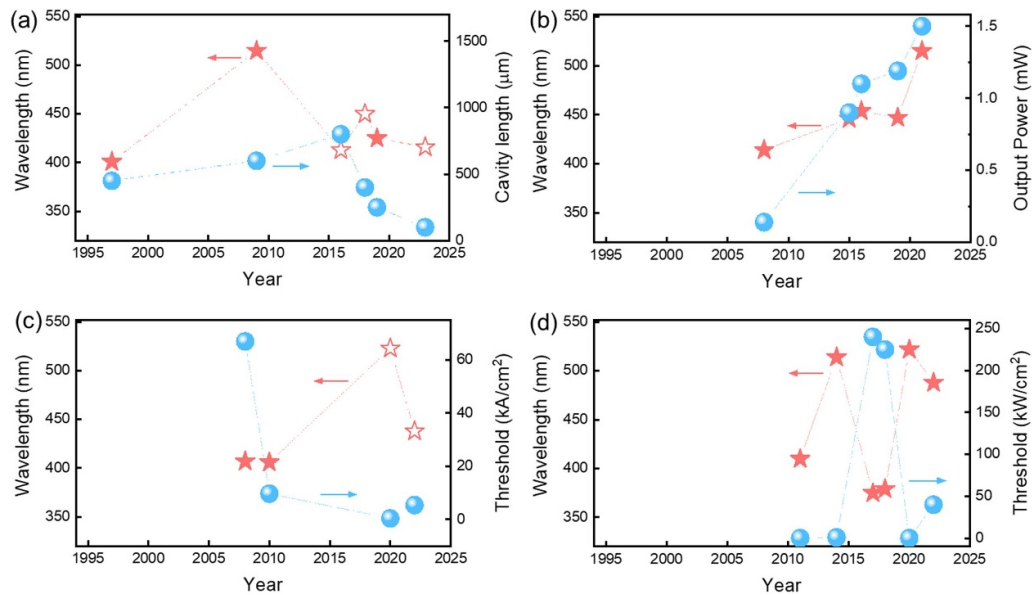 (a)
Wavelength (nm)
550
500
450
400
350
1500
1000
500
0
Cavity length (μm)
1995 2000 2005 2010 2015 2020 2025
Year
(b)
Wavelength (nm)
550
500
450
400
350
1.5
1.0
0.5
0.0
Output Power (mW)
1995 2000 2005 2010 2015 2020 2025
Year
(c)
Wavelength (nm)
550
500
450
400
350
60
40
20
0
Threshold (kA/cm²)
1995 2000 2005 2010 2015 2020 2025
Year
(d)
Wavelength (nm)
550
500
450
400
350
250
200
150
100
50
0
Threshold (kW/cm²)
1995 2000 2005 2010 2015 2020 2025
Year